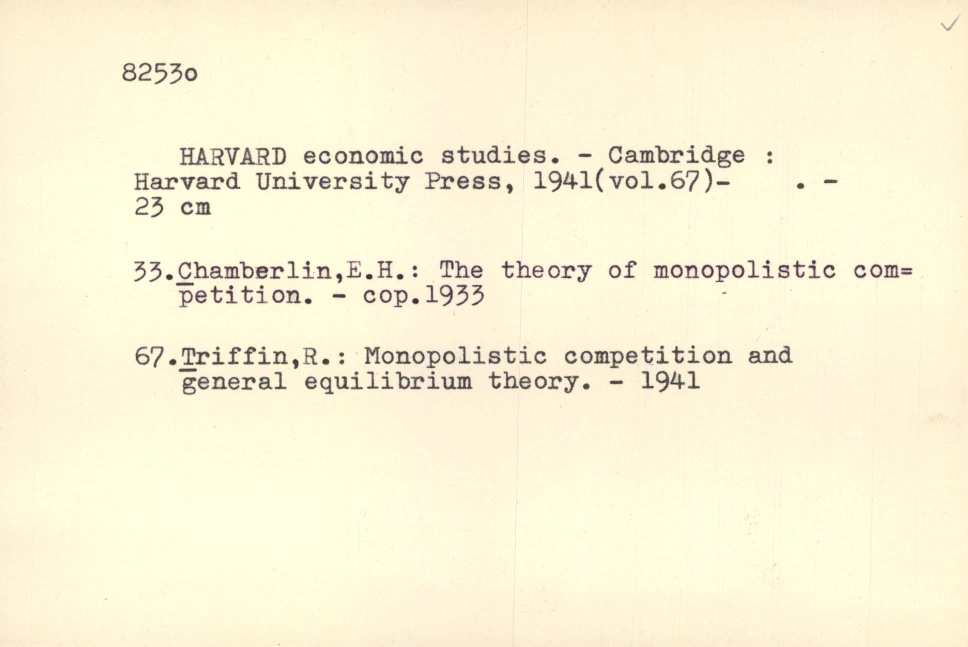 8253o
HARVARD economic studies. - Cambridge :
Harvard University Press, 1941(vol.67)-    . -
23 cm
33.Chamberlin,E.H.: The theory of monopolistic com=
petition. - cop.1933
67.Triffin,R.: Monopolistic competition and
general equilibrium theory. - 1941